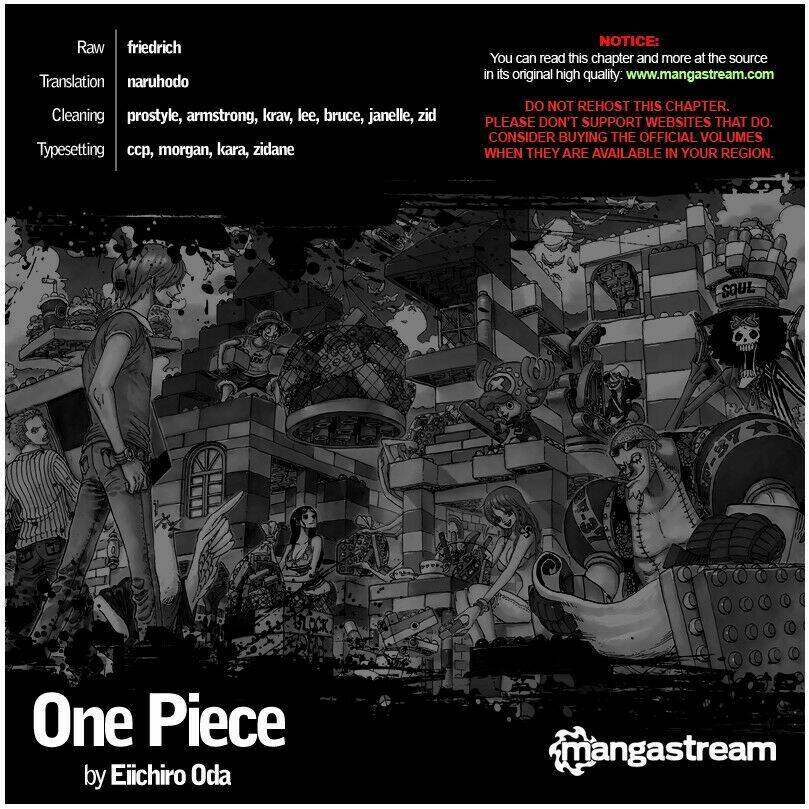 Raw friedrich
Translation naruhodo
Cleaning prostyle, armstrong, krav, lee, bruce, janelle, zid
Typesetting ccp, morgan, kara, zidane
NOTICE:
You can read this chapter and more at the source
in its original high quality: www.mangastream.com
DO NOT REHOST THIS CHAPTER.
PLEASE DON'T SUPPORT WEBSITES THAT DO.
CONSIDER BUYING THE OFFICIAL VOLUMES
WHEN THEY ARE AVAILABLE IN YOUR REGION.
SOUL
BLOCK
One Piece
by Eiichiro Oda
mangastream